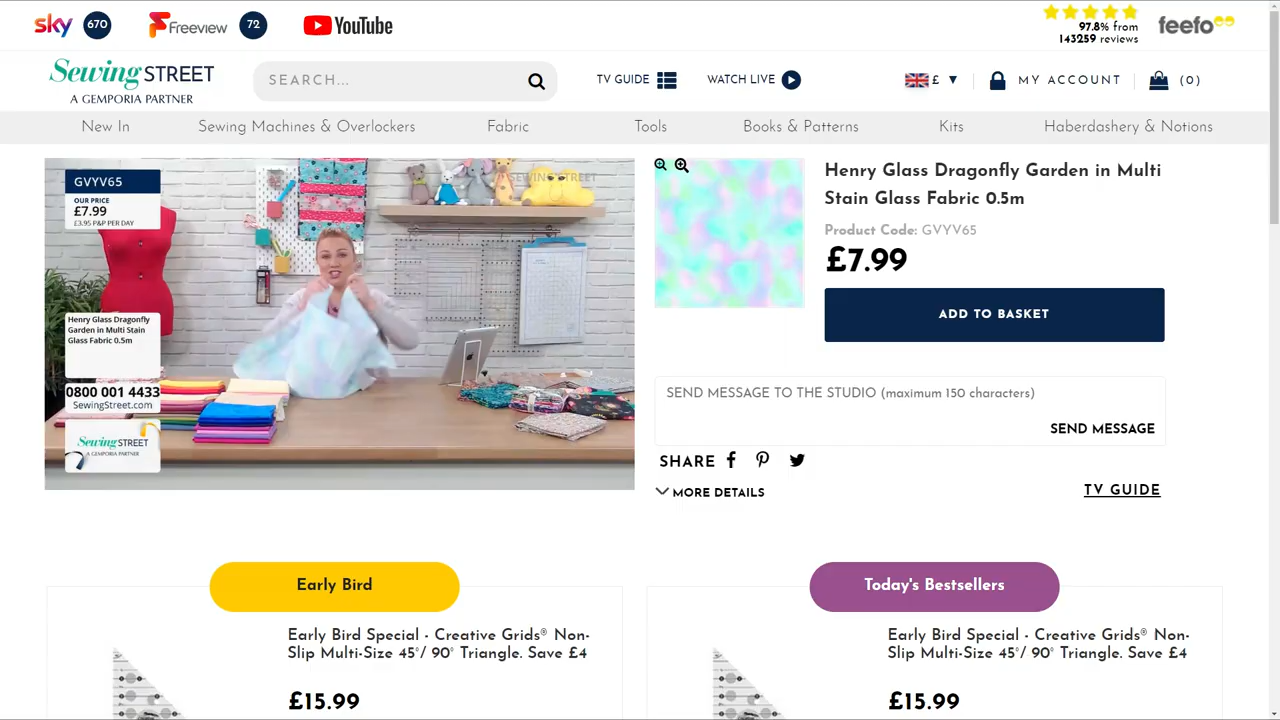 sky 670 Freeview 72 YouTube
97.8% from
143259 reviews
feefo
Sewing STREET
A GEMPORIA PARTNER
SEARCH...
TV GUIDE
WATCH LIVE
£
MY ACCOUNT
(0)
New In Sewing Machines & Overlockers Fabric Tools Books & Patterns Kits Haberdashery & Notions
GVYV65
OUR PRICE
£7.99
£3.95 P&P PER DAY
SEWING STREET
Henry Glass Dragonfly
Garden in Multi Stain
Glass Fabric 0.5m
0800 001 4433
SewingStreet.com
Sewing STREET
A GEMPORIA PARTNER
Henry Glass Dragonfly Garden in Multi
Stain Glass Fabric 0.5m
Product Code: GVYV65
£7.99
ADD TO BASKET
SEND MESSAGE TO THE STUDIO (maximum 150 characters)
SEND MESSAGE
SHARE
MORE DETAILS
TV GUIDE
Early Bird
Early Bird Special - Creative Grids® Non-
Slip Multi-Size 45°/ 90° Triangle. Save £4
£15.99
Today's Bestsellers
Early Bird Special - Creative Grids® Non-
Slip Multi-Size 45°/ 90° Triangle. Save £4
£15.99